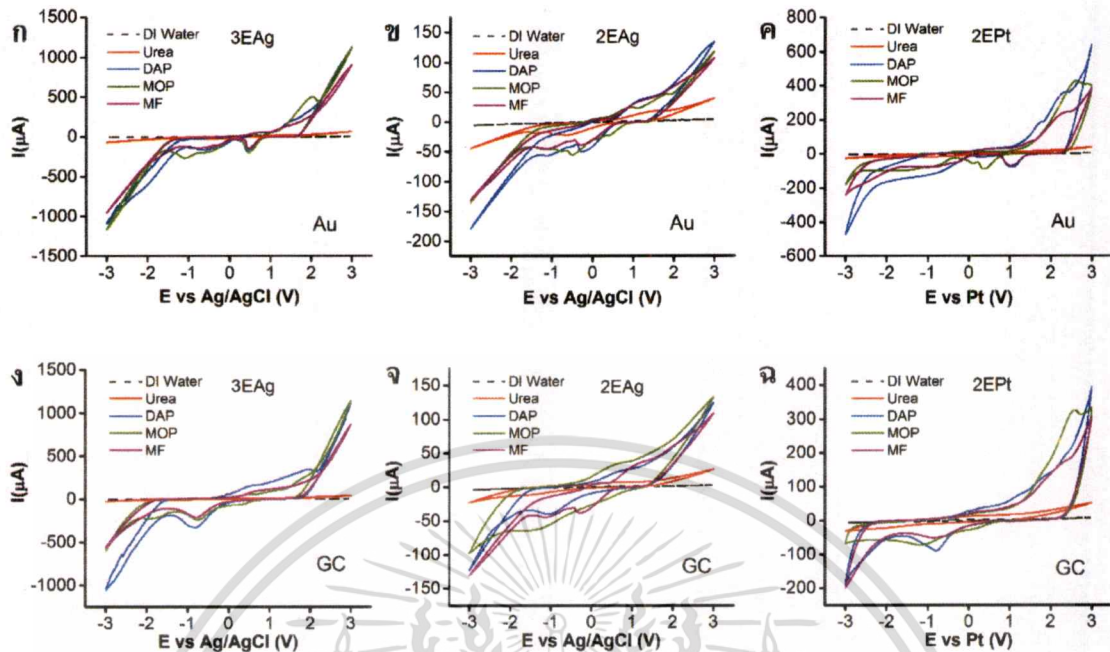 ก
3EAg
DI Water
Urea
DAP
MOP
MF
I(µA)
1500
1000
500
0
-500
-1000
-1500
-3 -2 -1 0 1 2 3
E vs Ag/AgCl (V)
Au
ข
2EAg
DI Water
Urea
DAP
MOP
MF
I(µA)
150
100
50
0
-50
-100
-150
-200
-3 -2 -1 0 1 2 3
E vs Ag/AgCl (V)
Au
ค
2EPt
DI Water
Urea
DAP
MOP
MF
I(µA)
800
600
400
200
0
-200
-400
-600
-3 -2 -1 0 1 2 3
E vs Pt (V)
Au
ง
3EAg
DI Water
Urea
DAP
MOP
MF
I(µA)
1500
1000
500
0
-500
-1000
-3 -2 -1 0 1 2 3
E vs Ag/AgCl (V)
GC
จ
2EAg
DI Water
Urea
DAP
MOP
MF
I(µA)
150
100
50
0
-50
-100
-150
-3 -2 -1 0 1 2 3
E vs Ag/AgCl (V)
GC
ฉ
2EPt
DI Water
Urea
DAP
MOP
MF
I(µA)
400
300
200
100
0
-100
-200
-3 -2 -1 0 1 2 3
E vs Pt (V)
GC